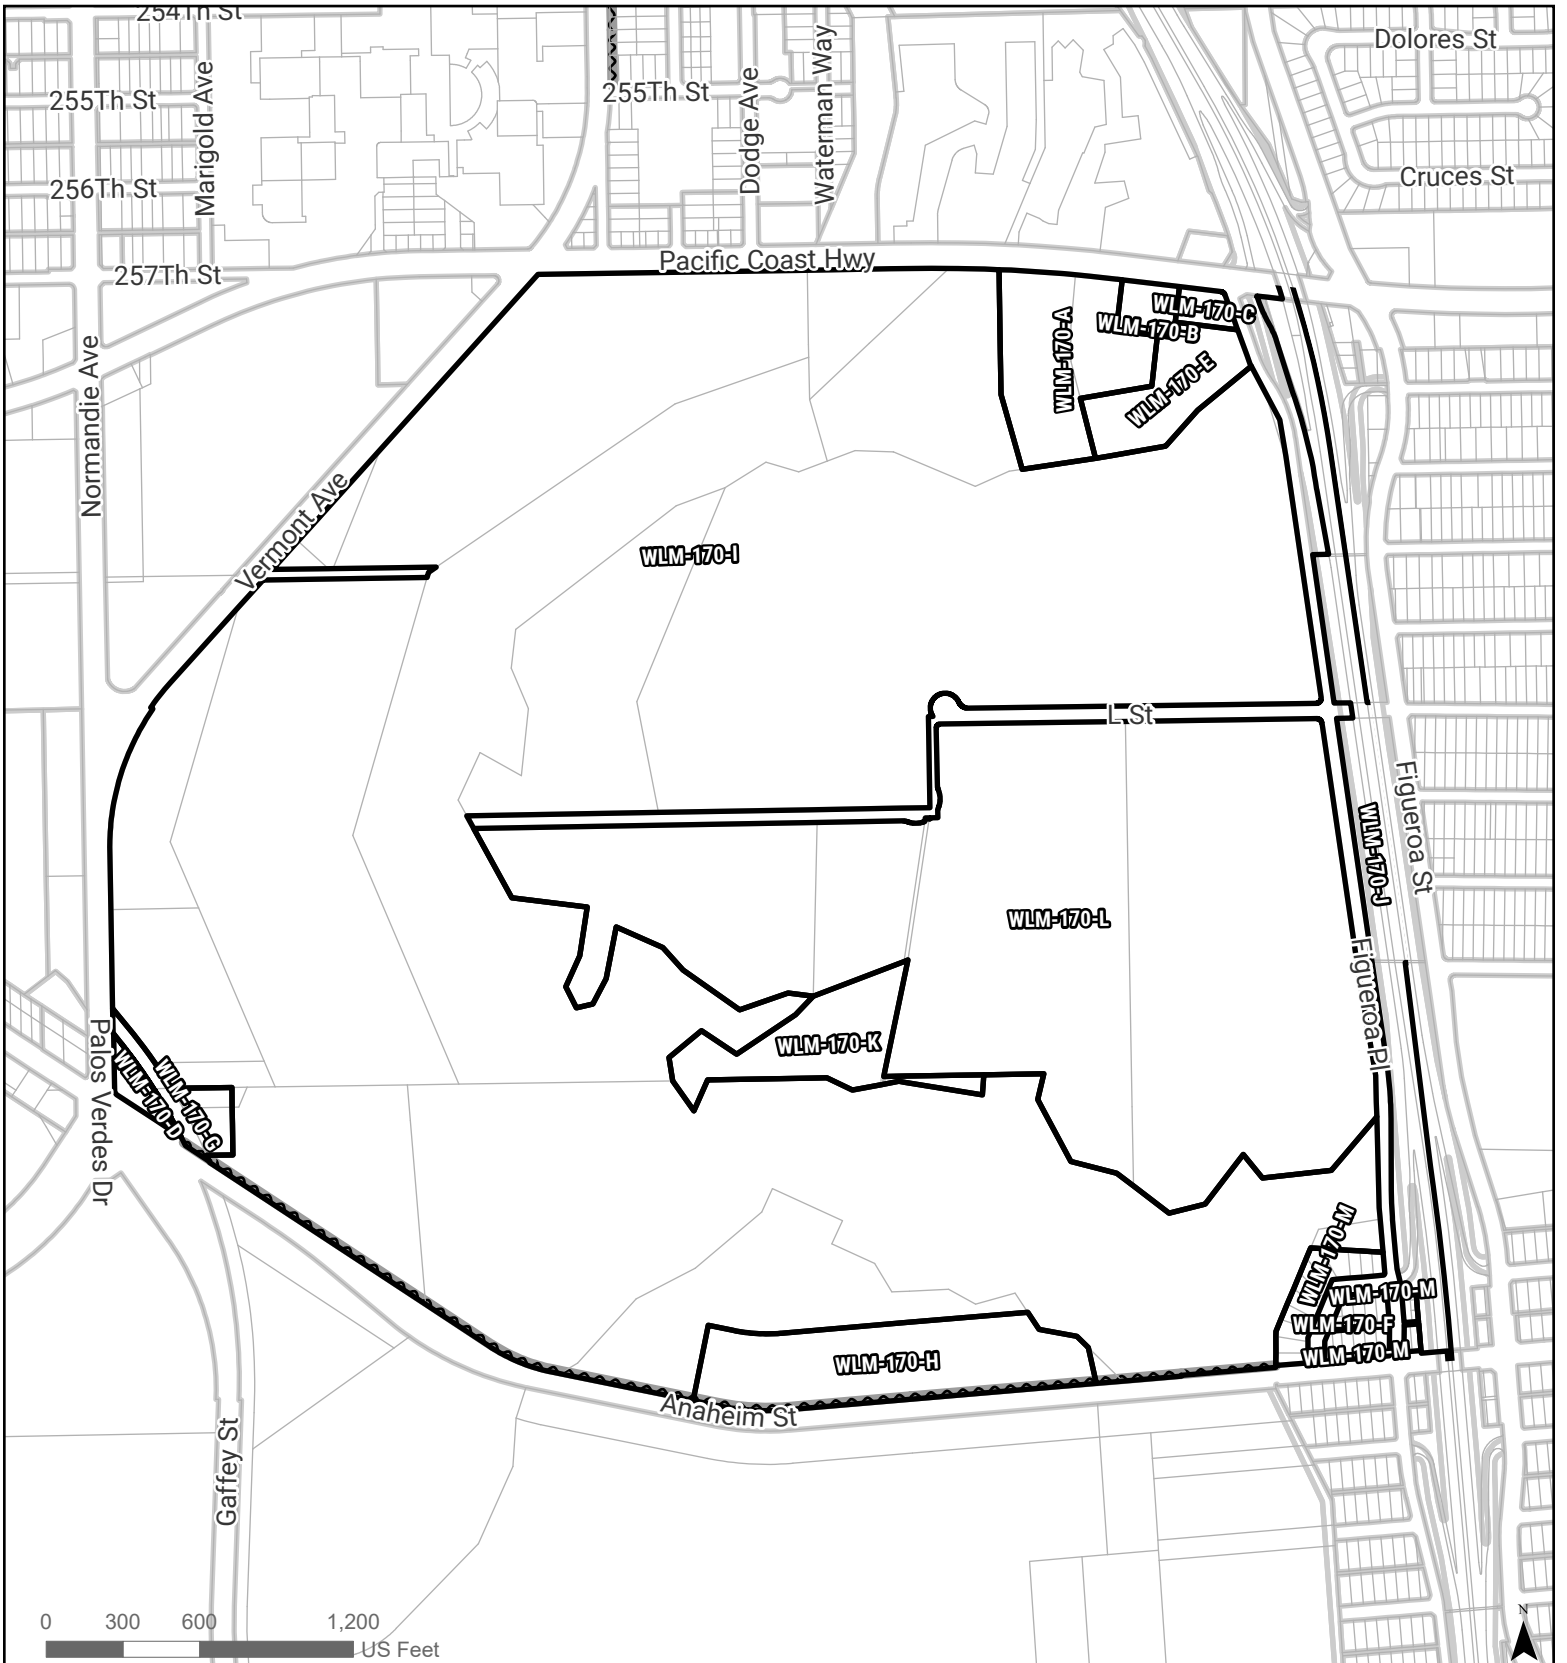 254Th St
Dolores St
255Th St
Marigold Ave
255Th St
Dodge Ave
Waterman Way
256Th St
Cruces St
257Th St
Pacific Coast Hwy
WLM-170-C
WLM-170-B
WLM-170-A
WLM-170-E
Normandie Ave
Vermont Ave
WLM-170-I
L St
Figueroa St
WLM-170-J
WLM-170-L
Figueroa Pl
WLM-170-K
Palos Verdes Dr
WLM-170-D
WLM-170-G
WLM-170-M
WLM-170-M
WLM-170-F
WLM-170-M
WLM-170-H
Anaheim St
Gaffey St
0 300 600 1,200
US Feet
N